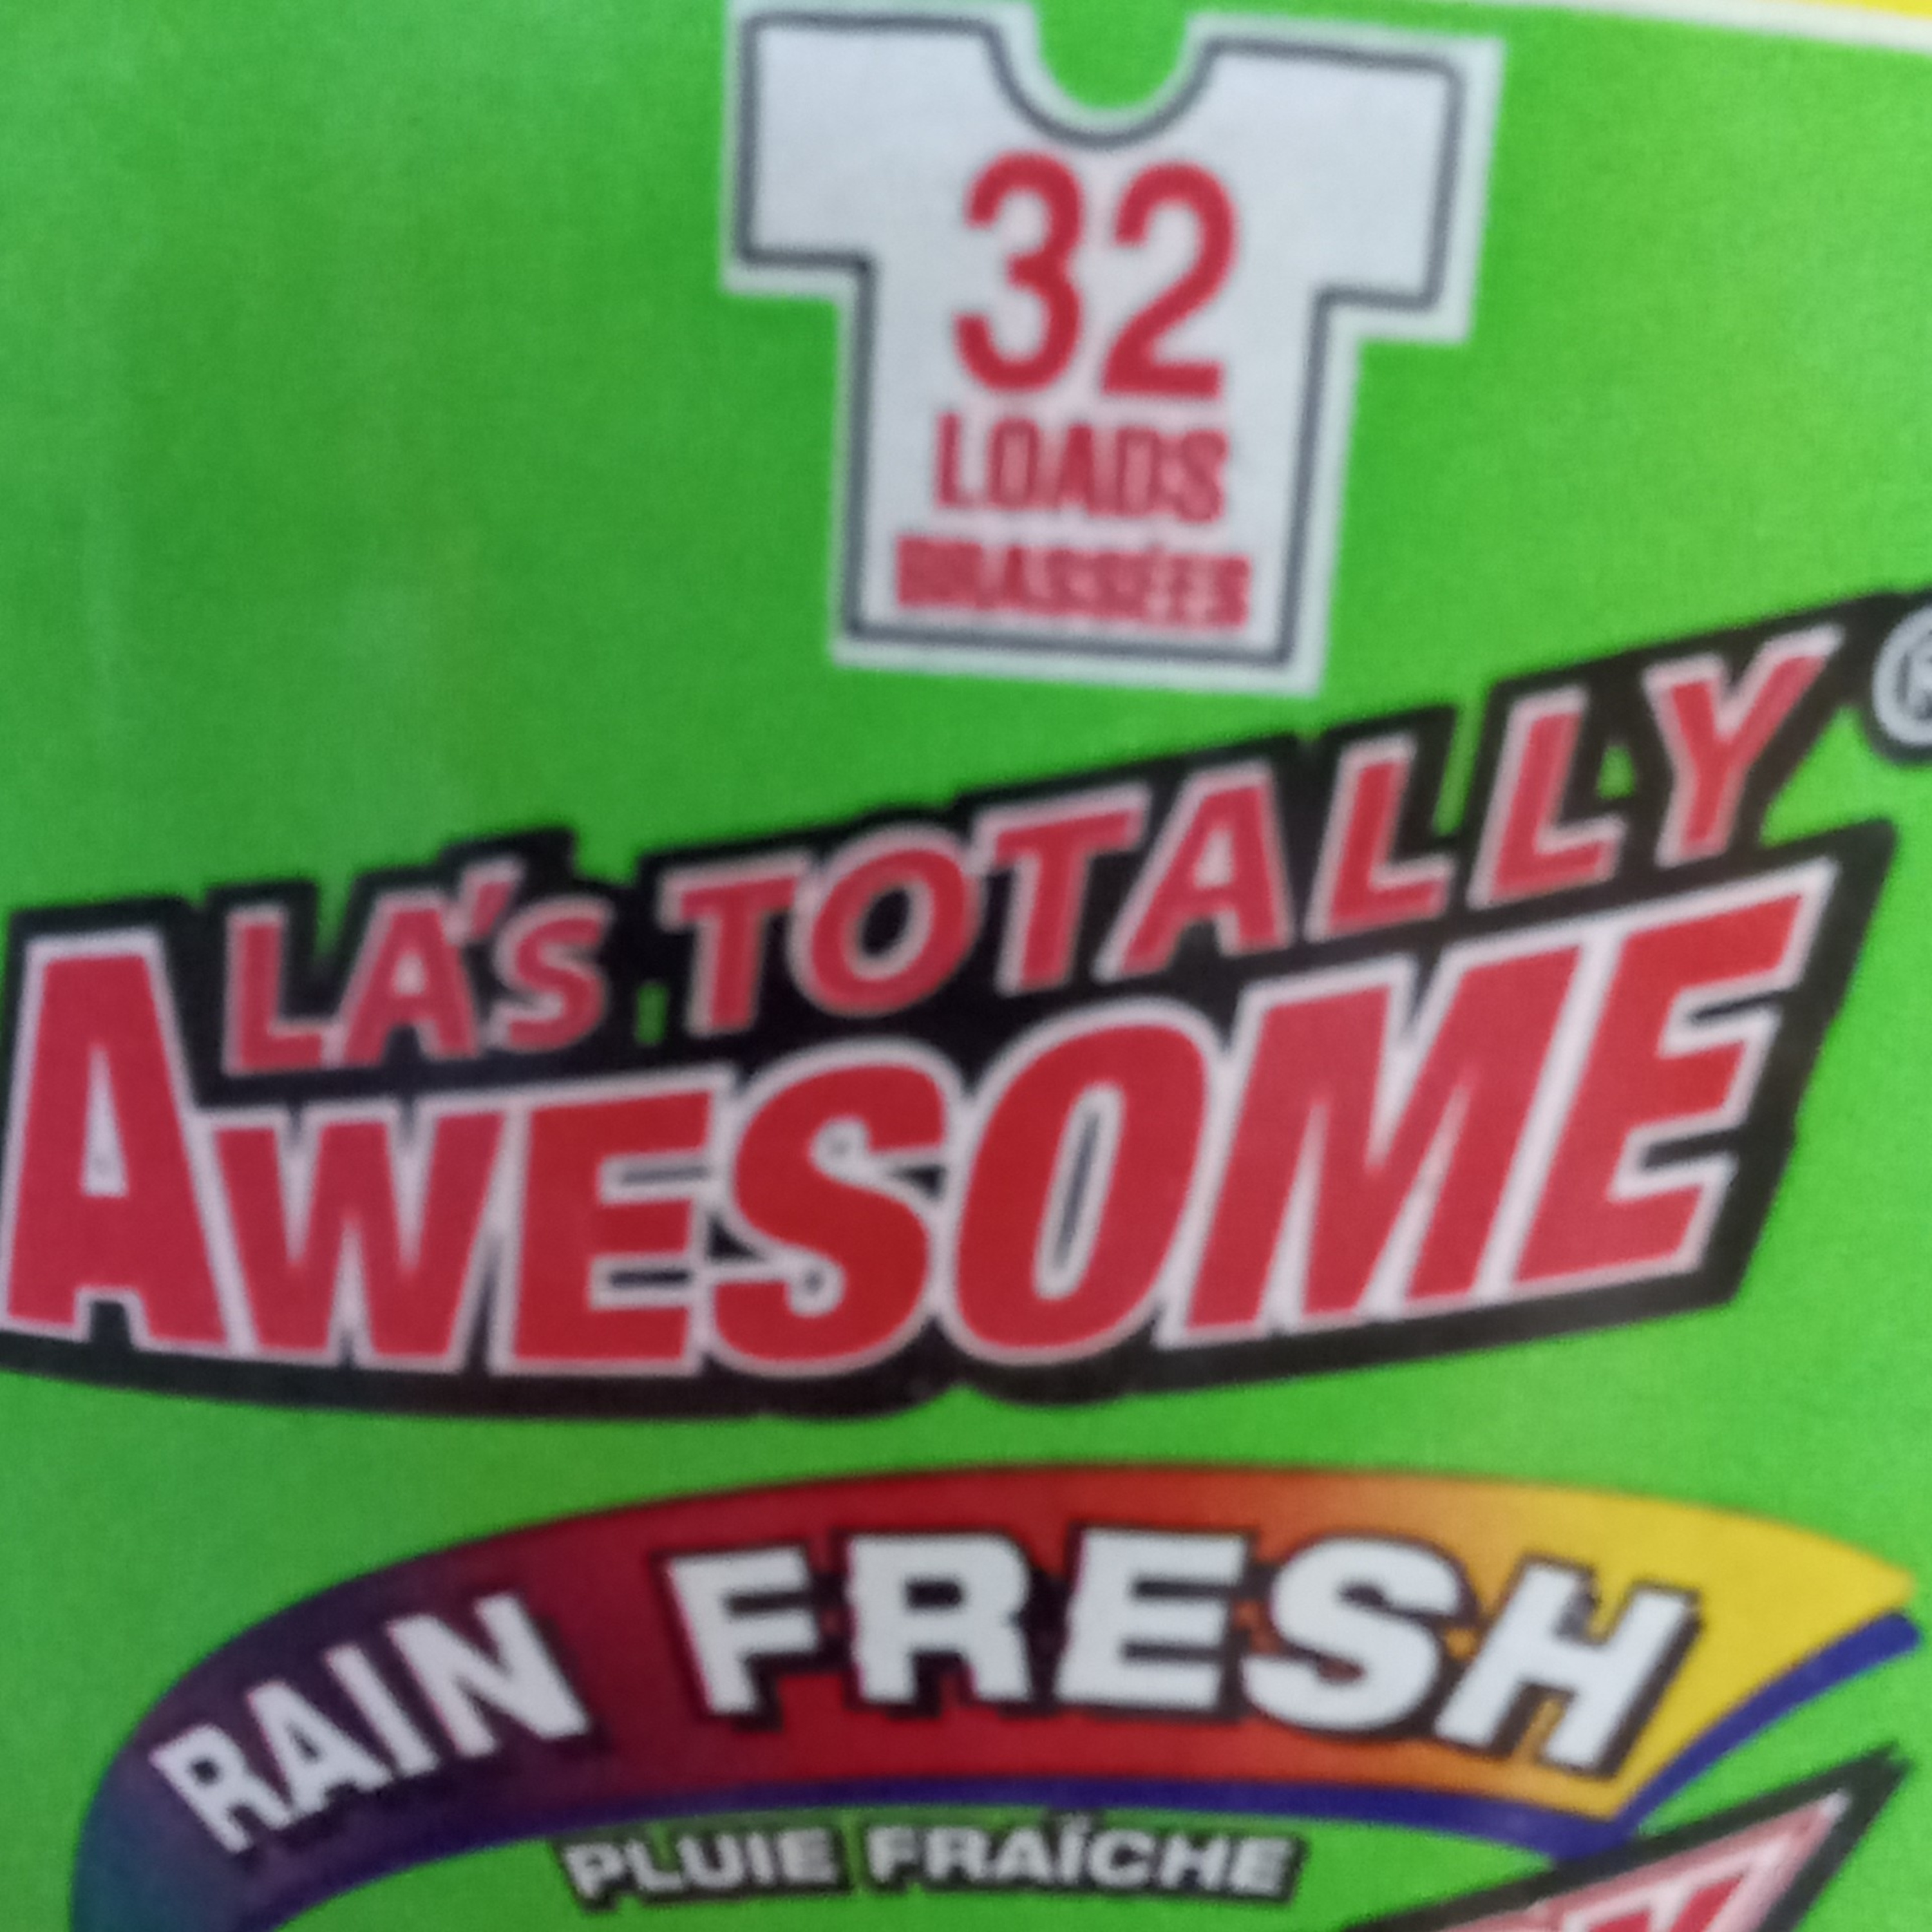 32
LOADS
BRASSÉES
LA'S TOTALLY
AWESOME
RAIN FRESH
PLUIE FRAÎCHE